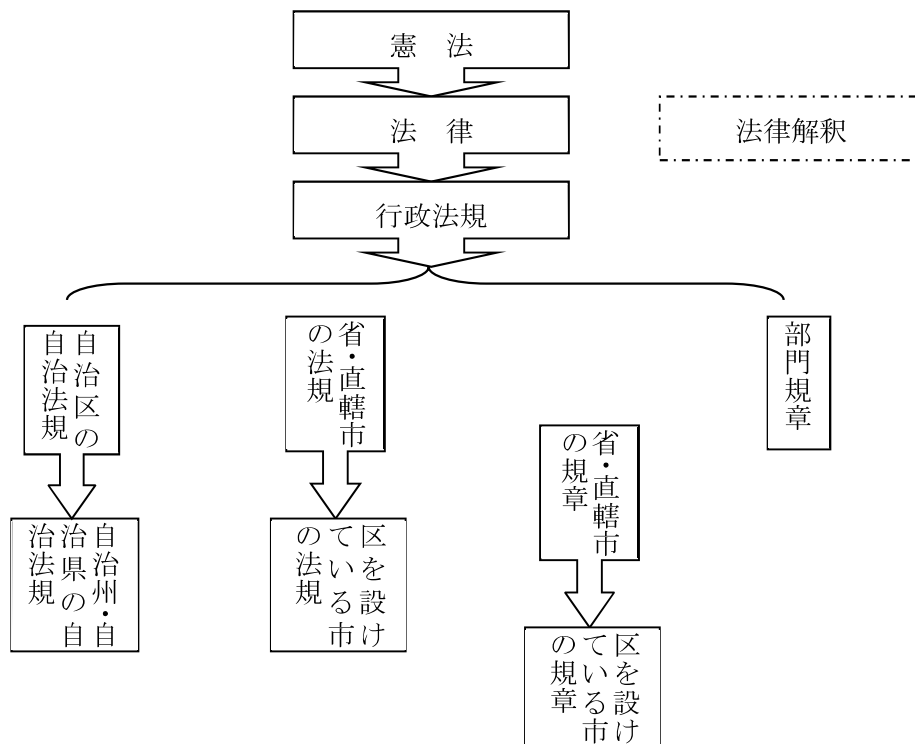 憲　法
法　律
法律解釈
行政法規
自治区の
自治法規
省・直轄市
の法規
部門規章
省・直轄市
の規章
自治州・自
治県の自
治法規
区を設け
ている市
の法規
区を設け
ている市
の規章